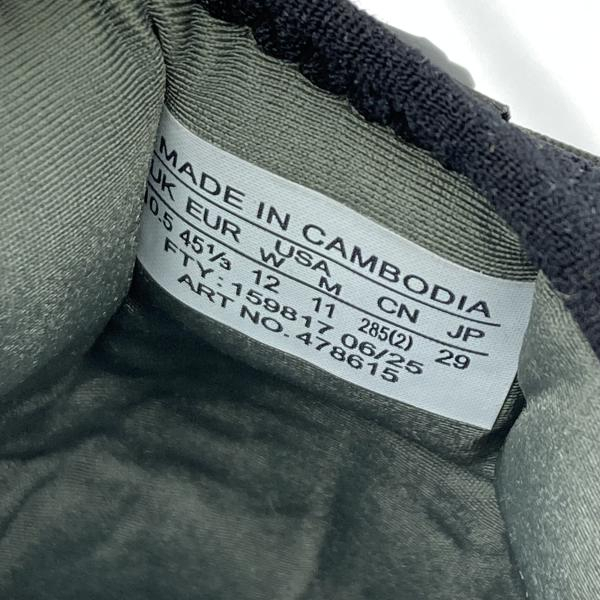 MADE IN CAMBODIA
UK EUR USA CN JP
W M
10.5 45⅓ 12 11 285(2) 29
FTY: 159817 06/25
ART NO. 478615